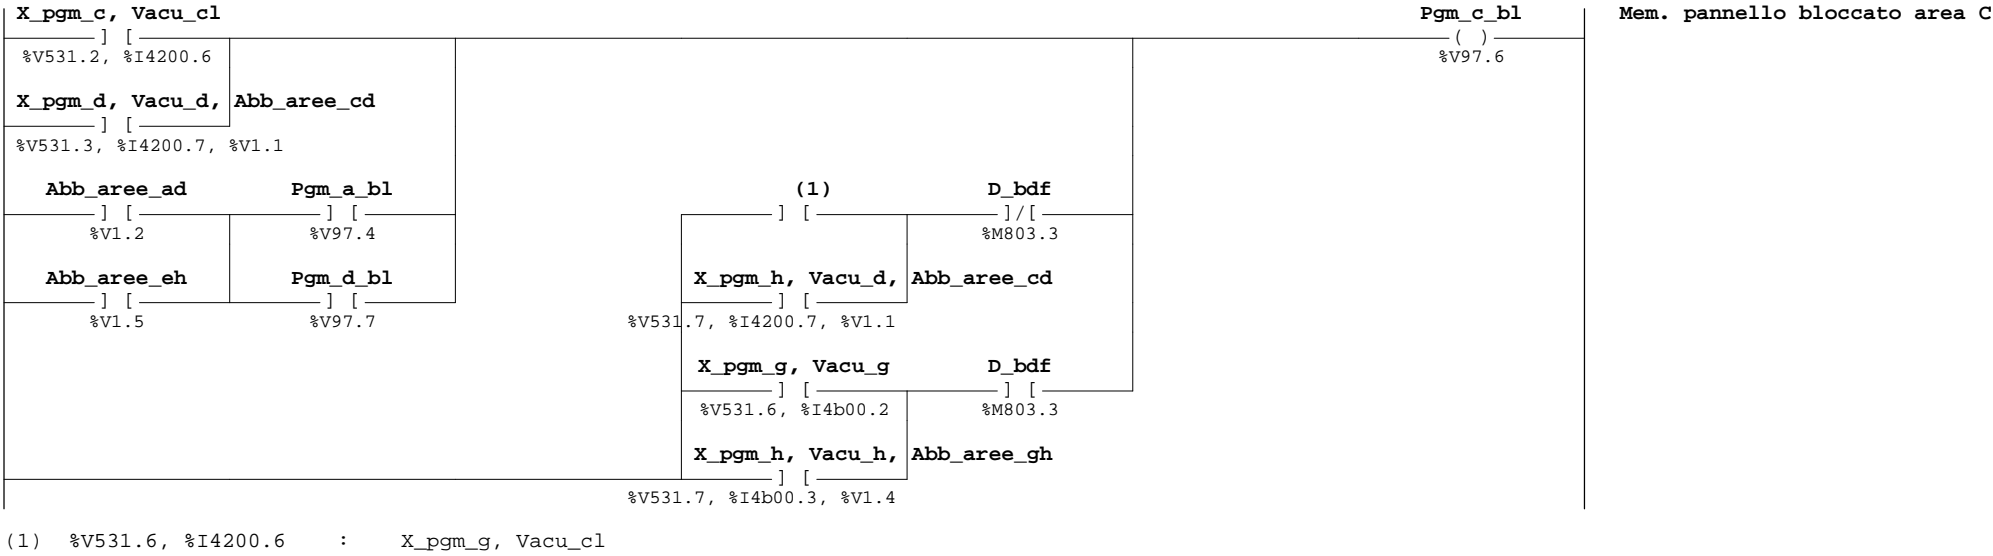 X_pgm_c, Vacu_cl Pgm_c_bl Mem. pannello bloccato area C
] [ ( )
%V531.2, %I4200.6 %V97.6
X_pgm_d, Vacu_d, Abb_aree_cd
] [
%V531.3, %I4200.7, %V1.1
Abb_aree_ad Pgm_a_bl (1) D_bdf
] [ ] [ ] [ ]/[
%V1.2 %V97.4 %M803.3
Abb_aree_eh Pgm_d_bl X_pgm_h, Vacu_d, Abb_aree_cd
] [ ] [ ] [
%V1.5 %V97.7 %V531.7, %I4200.7, %V1.1
X_pgm_g, Vacu_g D_bdf
] [ ] [
%V531.6, %I4b00.2 %M803.3
X_pgm_h, Vacu_h, Abb_aree_gh
] [
%V531.7, %I4b00.3, %V1.4
(1) %V531.6, %I4200.6 : X_pgm_g, Vacu_cl